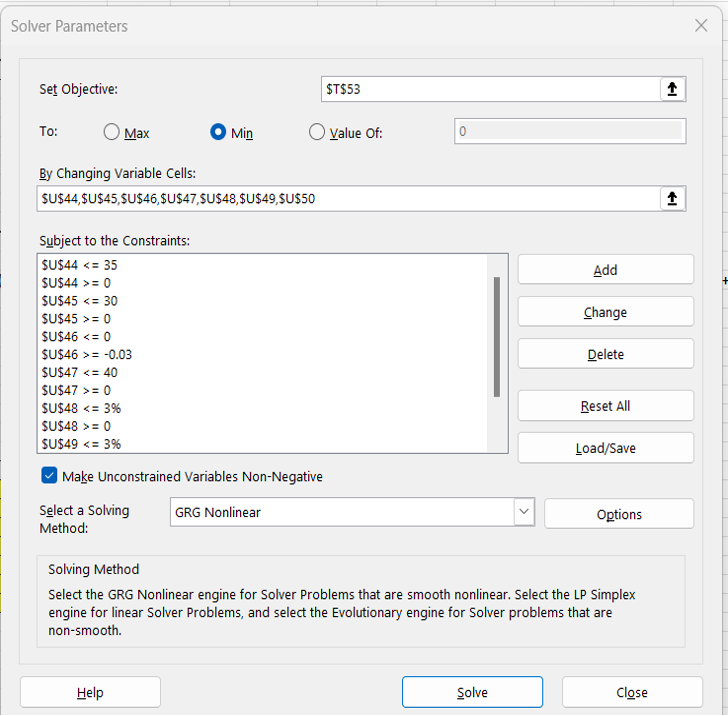 Solver Parameters
Set Objective:
$T$53
To:
Max
Min
Value Of:
0
By Changing Variable Cells:
$U$44,$U$45,$U$46,$U$47,$U$48,$U$49,$U$50
Subject to the Constraints:
$U$44 <= 35
$U$44 >= 0
$U$45 <= 30
$U$45 >= 0
$U$46 <= 0
$U$46 >= -0.03
$U$47 <= 40
$U$47 >= 0
$U$48 <= 3%
$U$48 >= 0
$U$49 <= 3%
Add
Change
Delete
Reset All
Load/Save
Make Unconstrained Variables Non-Negative
Select a Solving
Method:
GRG Nonlinear
Options
Solving Method
Select the GRG Nonlinear engine for Solver Problems that are smooth nonlinear. Select the LP Simplex
engine for linear Solver Problems, and select the Evolutionary engine for Solver problems that are
non-smooth.
Help
Solve
Close